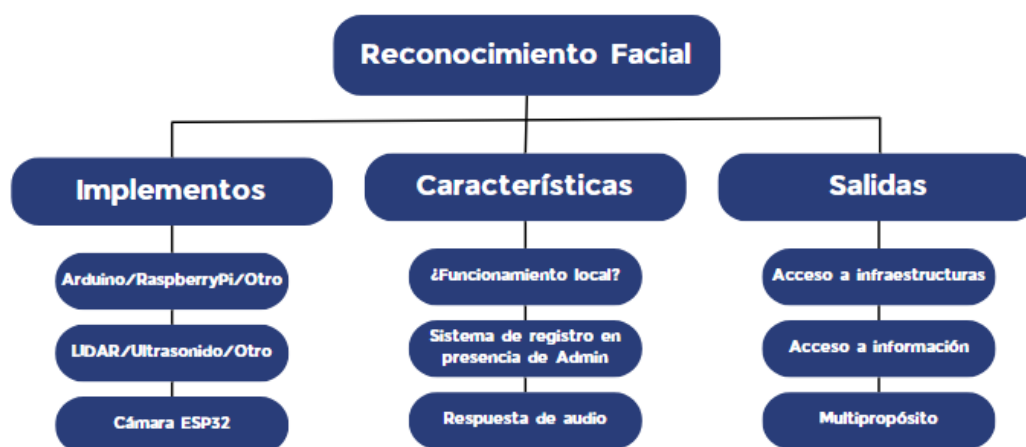 Reconocimiento Facial
Implementos
Características
Salidas
Arduino/RaspberryPi/Otro
¿Funcionamiento local?
Acceso a infraestructuras
LIDAR/Ultrasonido/Otro
Sistema de registro en
presencia de Admin
Acceso a información
Cámara ESP32
Respuesta de audio
Multipropósito